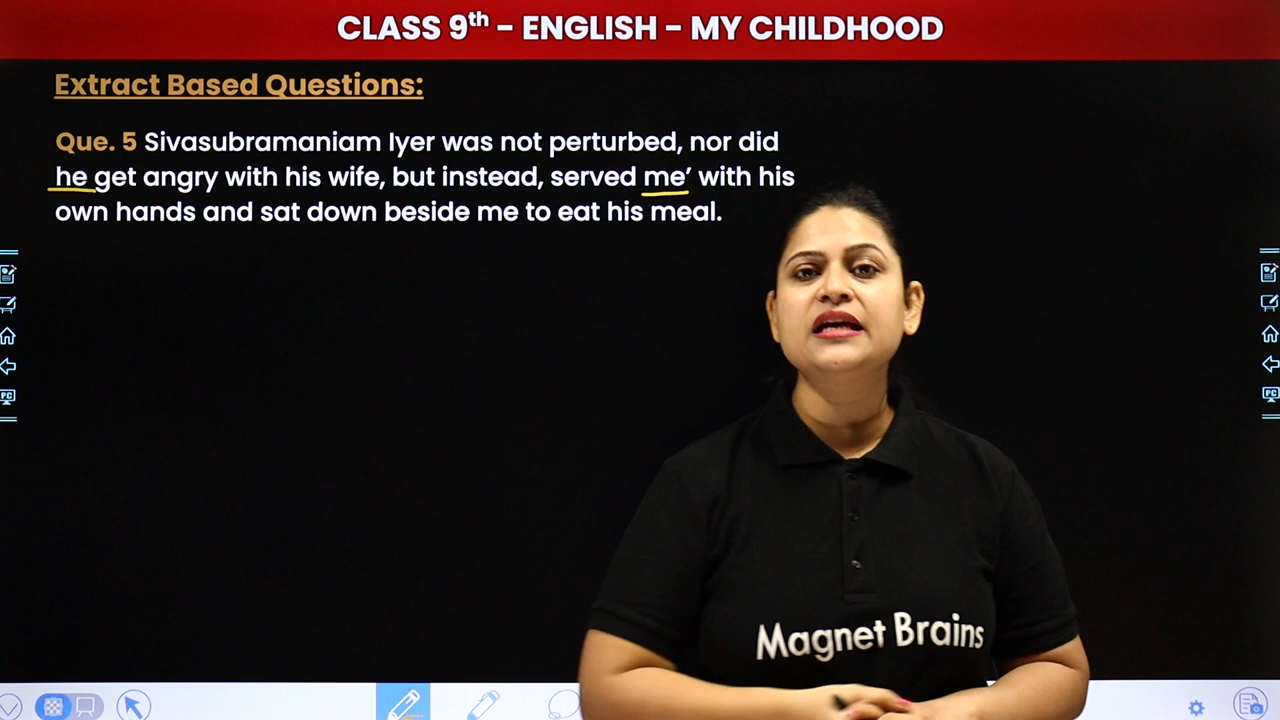 CLASS 9th - ENGLISH - MY CHILDHOOD
Extract Based Questions:
Que. 5 Sivasubramaniam Iyer was not perturbed, nor did
he get angry with his wife, but instead, served me’ with his
own hands and sat down beside me to eat his meal.
PC
PC
Magnet Brains